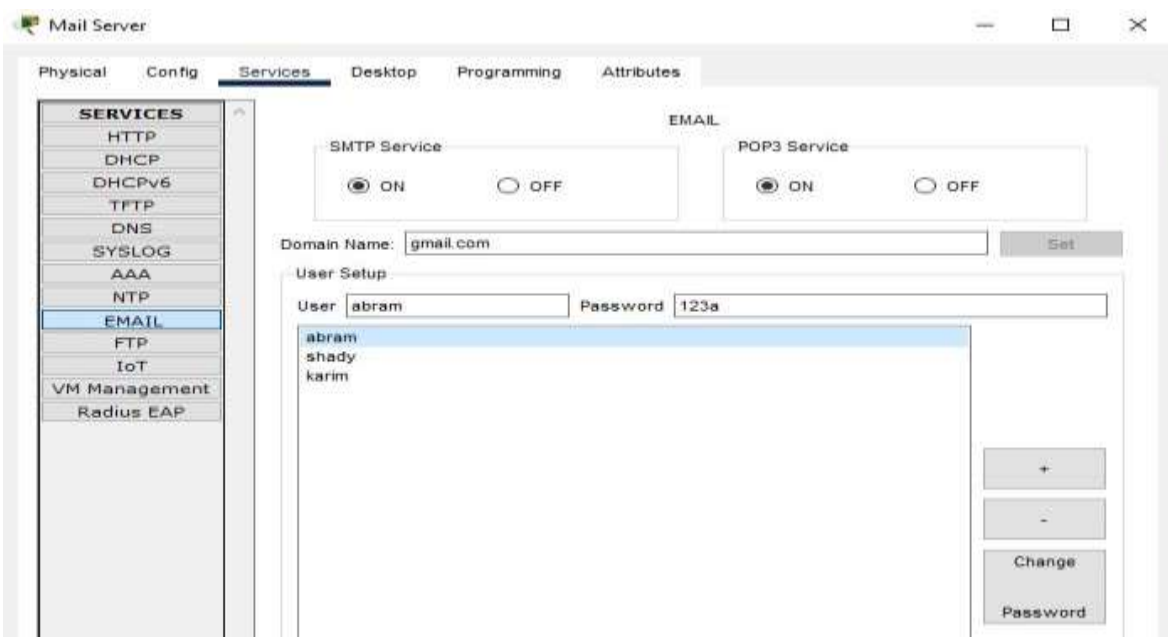 Mail Server
Physical Config Services Desktop Programming Attributes
SERVICES
HTTP
DHCP
DHCPv6
TFTP
DNS
SYSLOG
AAA
NTP
EMAIL
FTP
IoT
VM Management
Radius EAP
EMAIL
SMTP Service
ON OFF
POP3 Service
ON OFF
Domain Name: gmail.com Set
User Setup
User abram Password 123a
abram
shady
karim
+
-
Change
Password